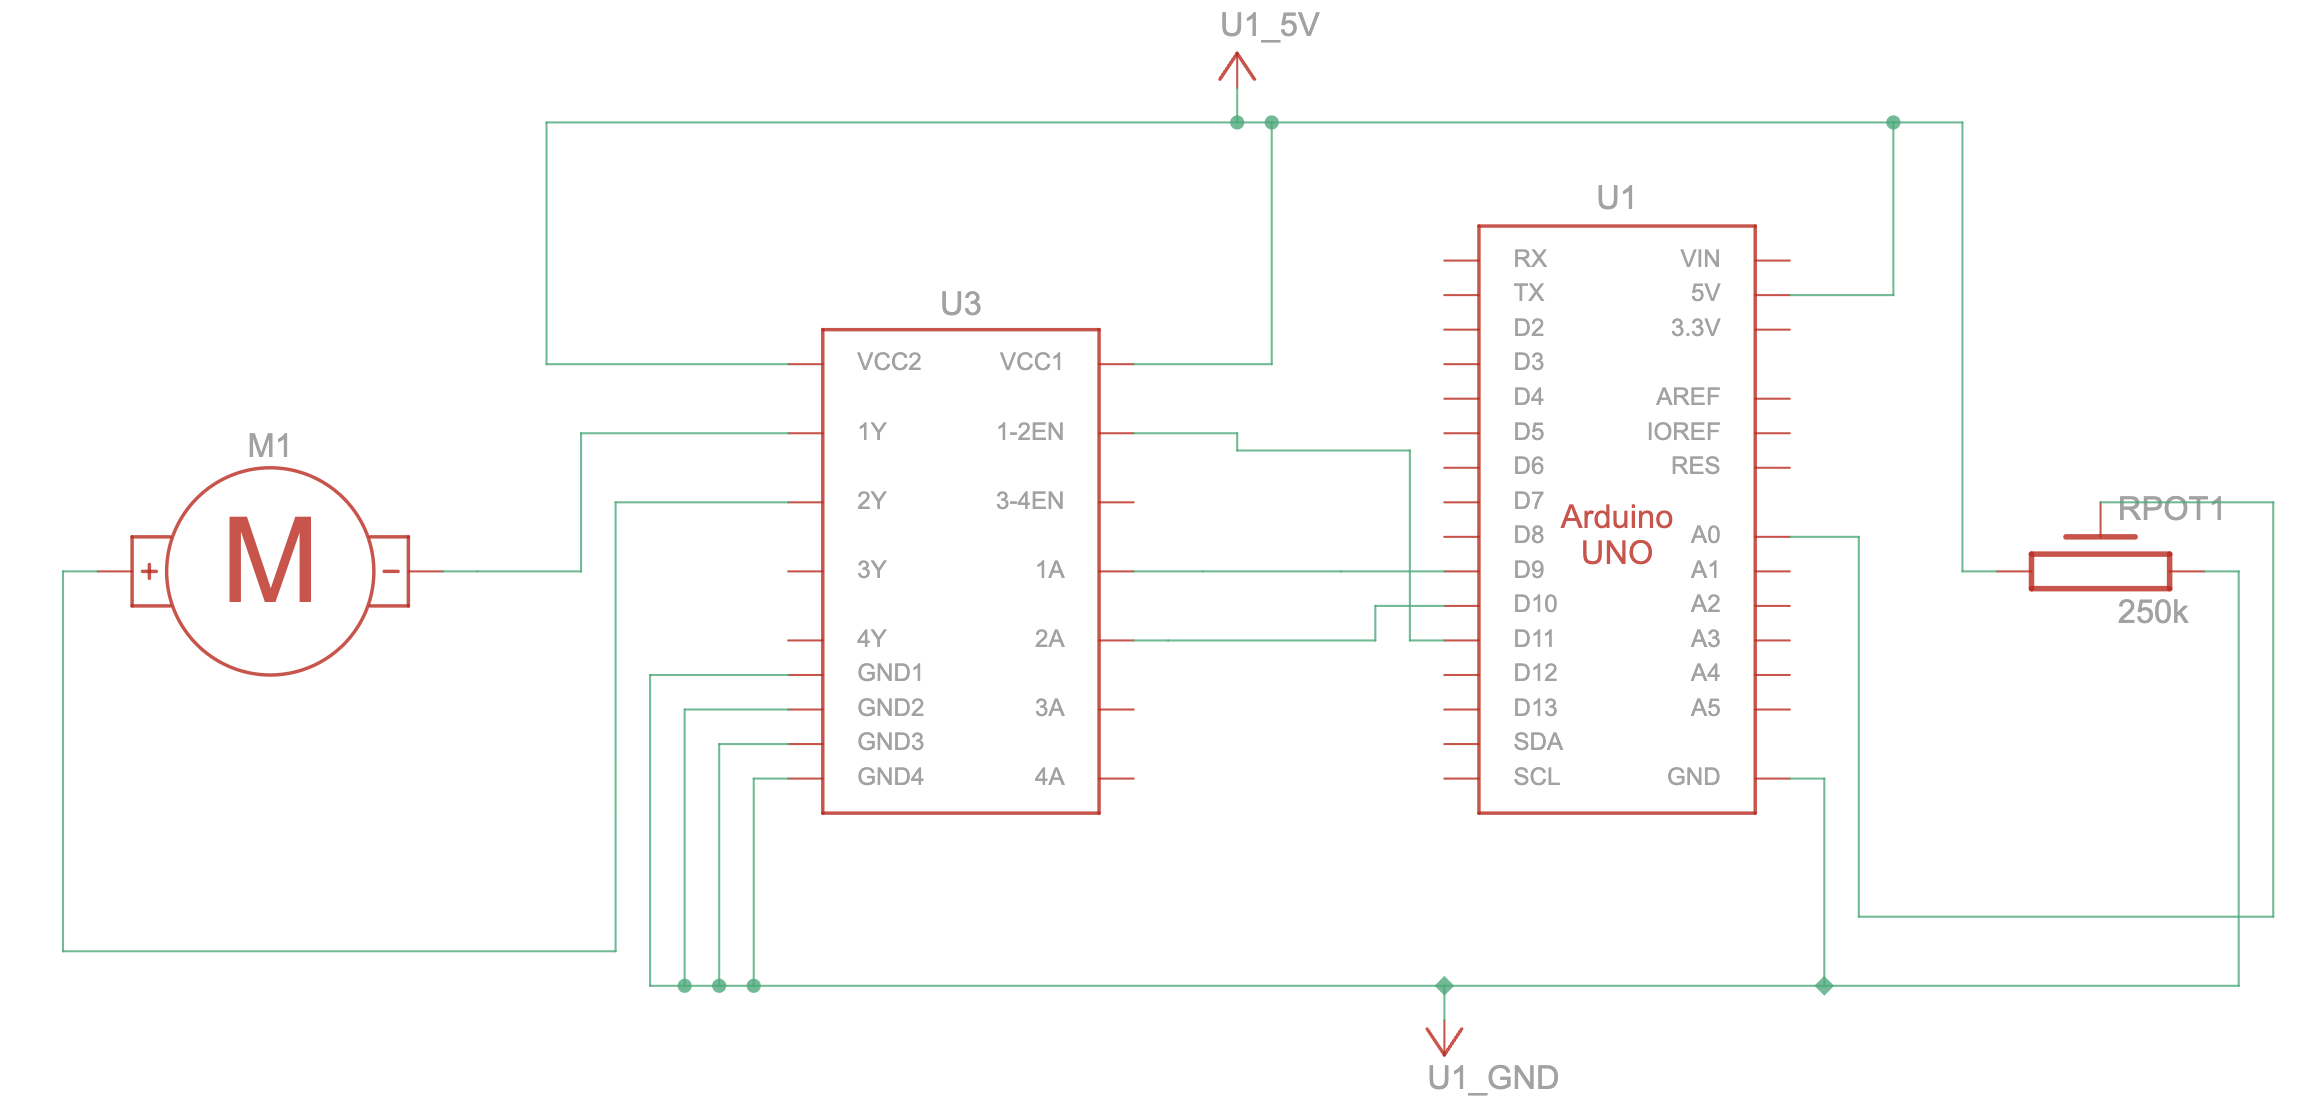 U1_5V
U1
RX
TX
D2
D3
D4
D5
D6
D7
D8
D9
D10
D11
D12
D13
SDA
SCL
VIN
5V
3.3V
AREF
IOREF
RES
A0
A1
A2
A3
A4
A5
GND
Arduino
UNO
U3
VCC2
1Y
2Y
3Y
4Y
GND1
GND2
GND3
GND4
VCC1
1-2EN
3-4EN
1A
2A
3A
4A
M1
+
M
−
RPOT1
250k
U1_GND